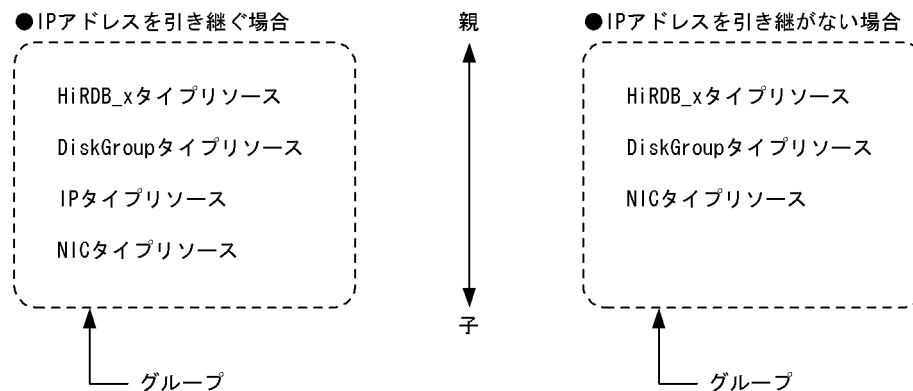 ●IPアドレスを引き継ぐ場合
HiRDB_xタイプリソース
DiskGroupタイプリソース
IPタイプリソース
NICタイプリソース
グループ
親
子
●IPアドレスを引き継がない場合
HiRDB_xタイプリソース
DiskGroupタイプリソース
NICタイプリソース
グループ